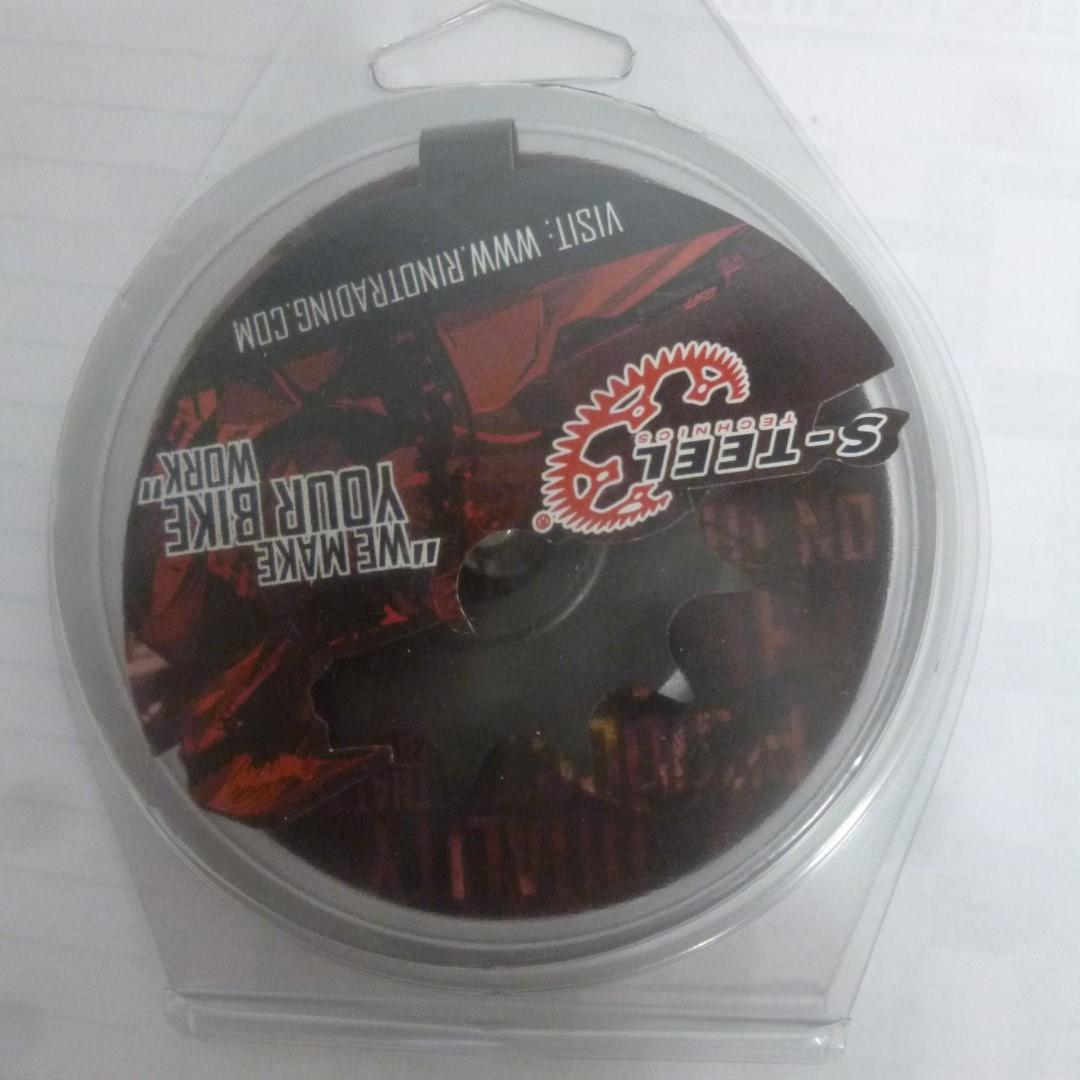 S-TEEL
TECHNICS
®
"WE MAKE
YOUR BIKE
WORK"
VISIT: WWW.RINOTRADING.COM